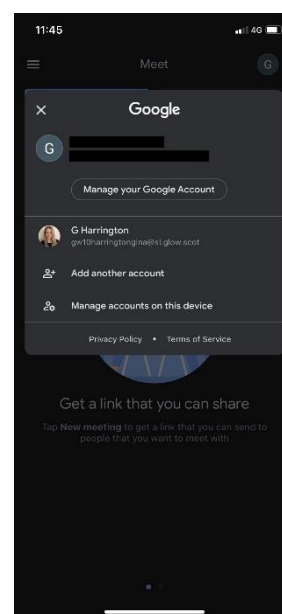 11:45
4G
Meet
G
Google
G
Manage your Google Account
G Harrington
gw10harringtongina@sl.glow.scot
Add another account
Manage accounts on this device
Privacy Policy • Terms of Service
Get a link that you can share
Tap New meeting to get a link that you can send to
people that you want to meet with